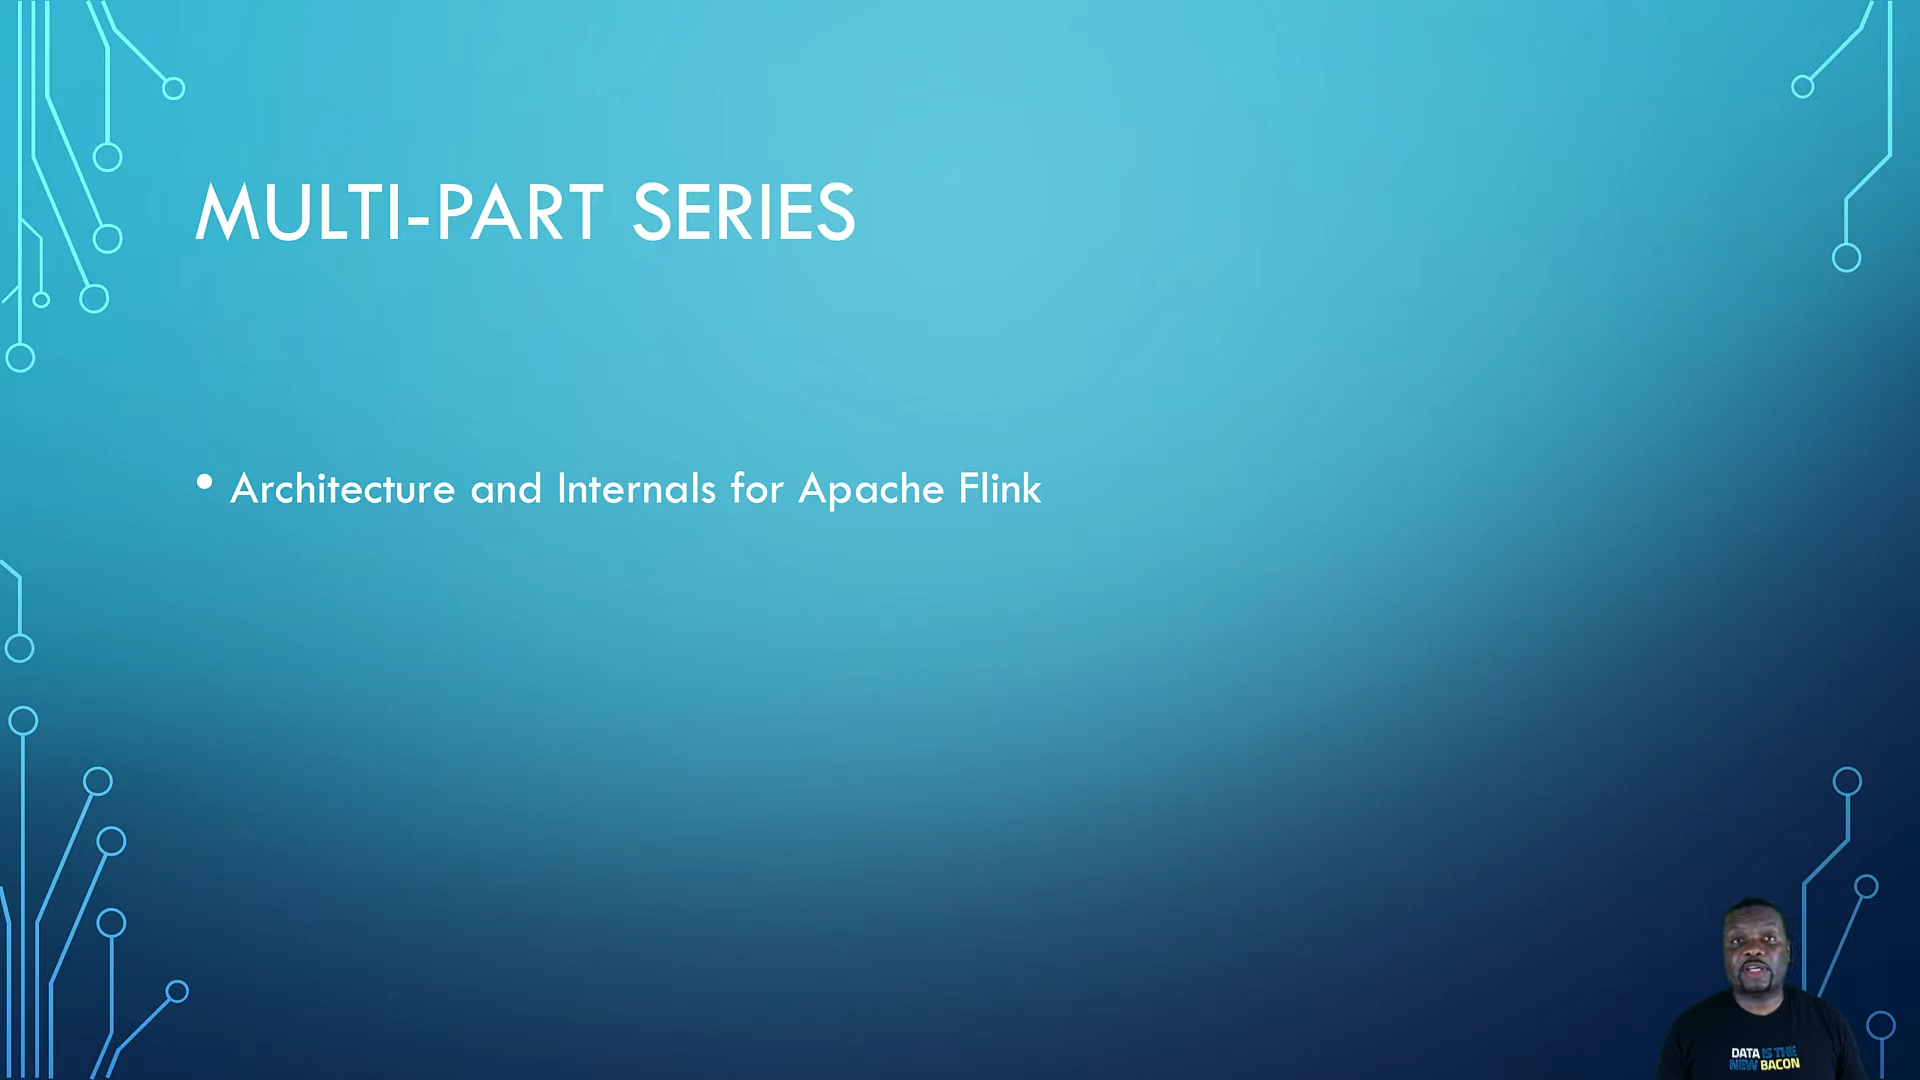 MULTI-PART SERIES
• Architecture and Internals for Apache Flink
DATA IS THE
NEW BACON